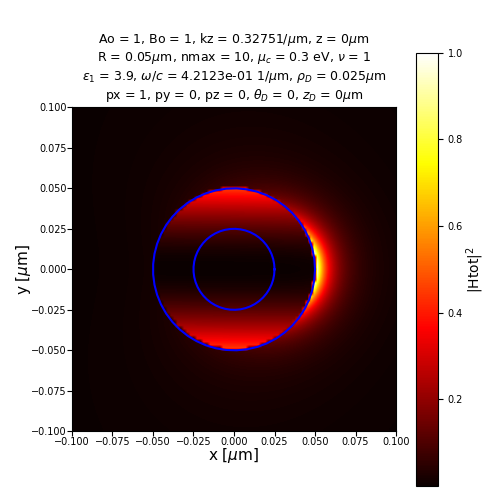 Ao = 1, Bo = 1, kz = 0.32751/μm, z = 0μm
R = 0.05μm, nmax = 10, μ_c = 0.3 eV, ν = 1
ε₁ = 3.9, ω/c = 4.2123e-01 1/μm, ρ_D = 0.025μm
px = 1, py = 0, pz = 0, θ_D = 0, z_D = 0μm
1.0
0.8
0.6
0.4
0.2
|Htot|²
0.100
0.075
0.050
0.025
0.000
−0.025
−0.050
−0.075
−0.100
y [μm]
−0.100 −0.075 −0.050 −0.025 0.000 0.025 0.050 0.075 0.100
x [μm]